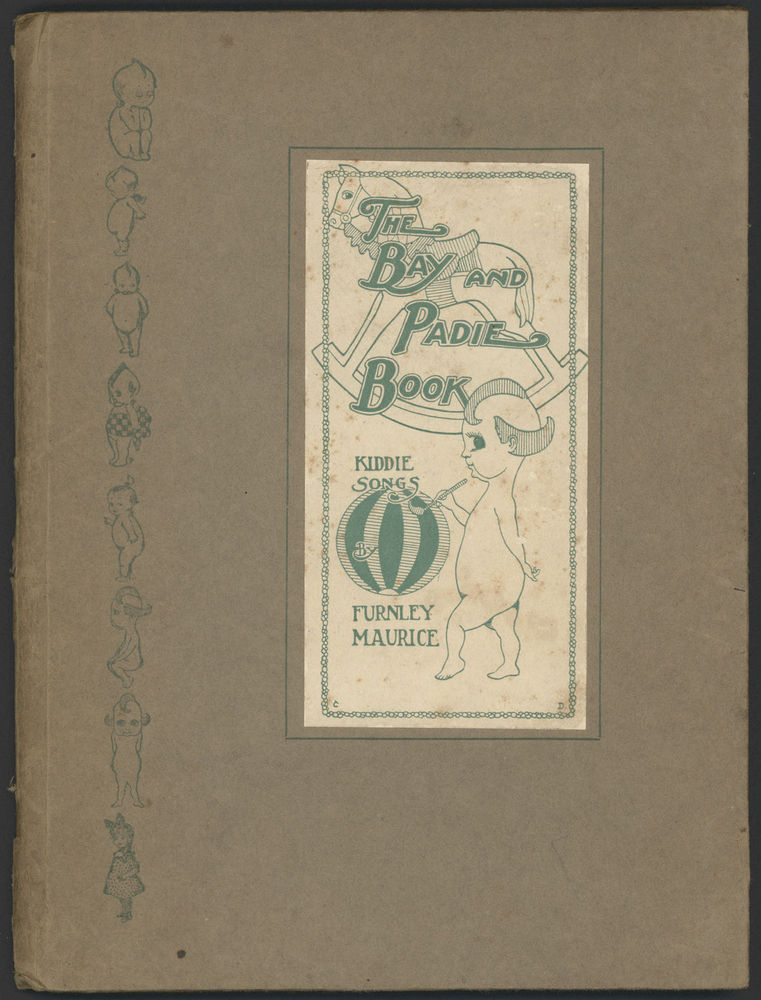 THE
BAY AND
PADIE
BOOK
KIDDIE
SONGS
BY
FURNLEY
MAURICE
C D